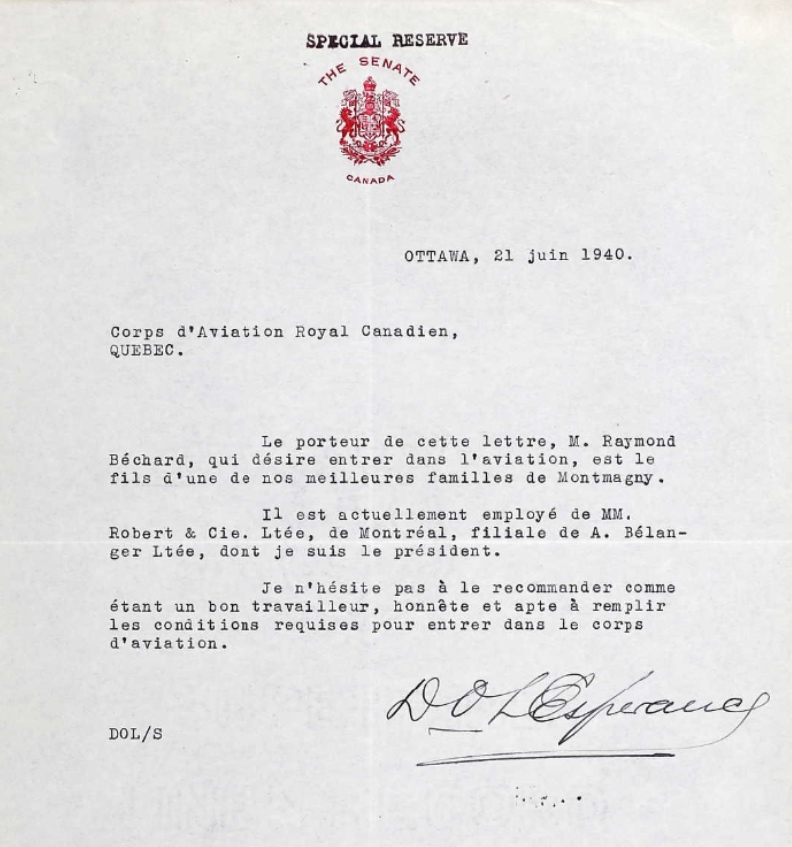 SPECIAL RESERVE
THE SENATE
CANADA
OTTAWA, 21 juin 1940.
Corps d'Aviation Royal Canadien,
QUEBEC.
Le porteur de cette lettre, M. Raymond
Béchard, qui désire entrer dans l'aviation, est le
fils d'une de nos meilleures familles de Montmagny.
Il est actuellement employé de MM.
Robert & Cie. Ltée, de Montréal, filiale de A. Bélan-
ger Ltée, dont je suis le président.
Je n'hésite pas à le recommander comme
étant un bon travailleur, honnête et apte à remplir
les conditions requises pour entrer dans le corps
d'aviation.
D O L'Esperance
DOL/S